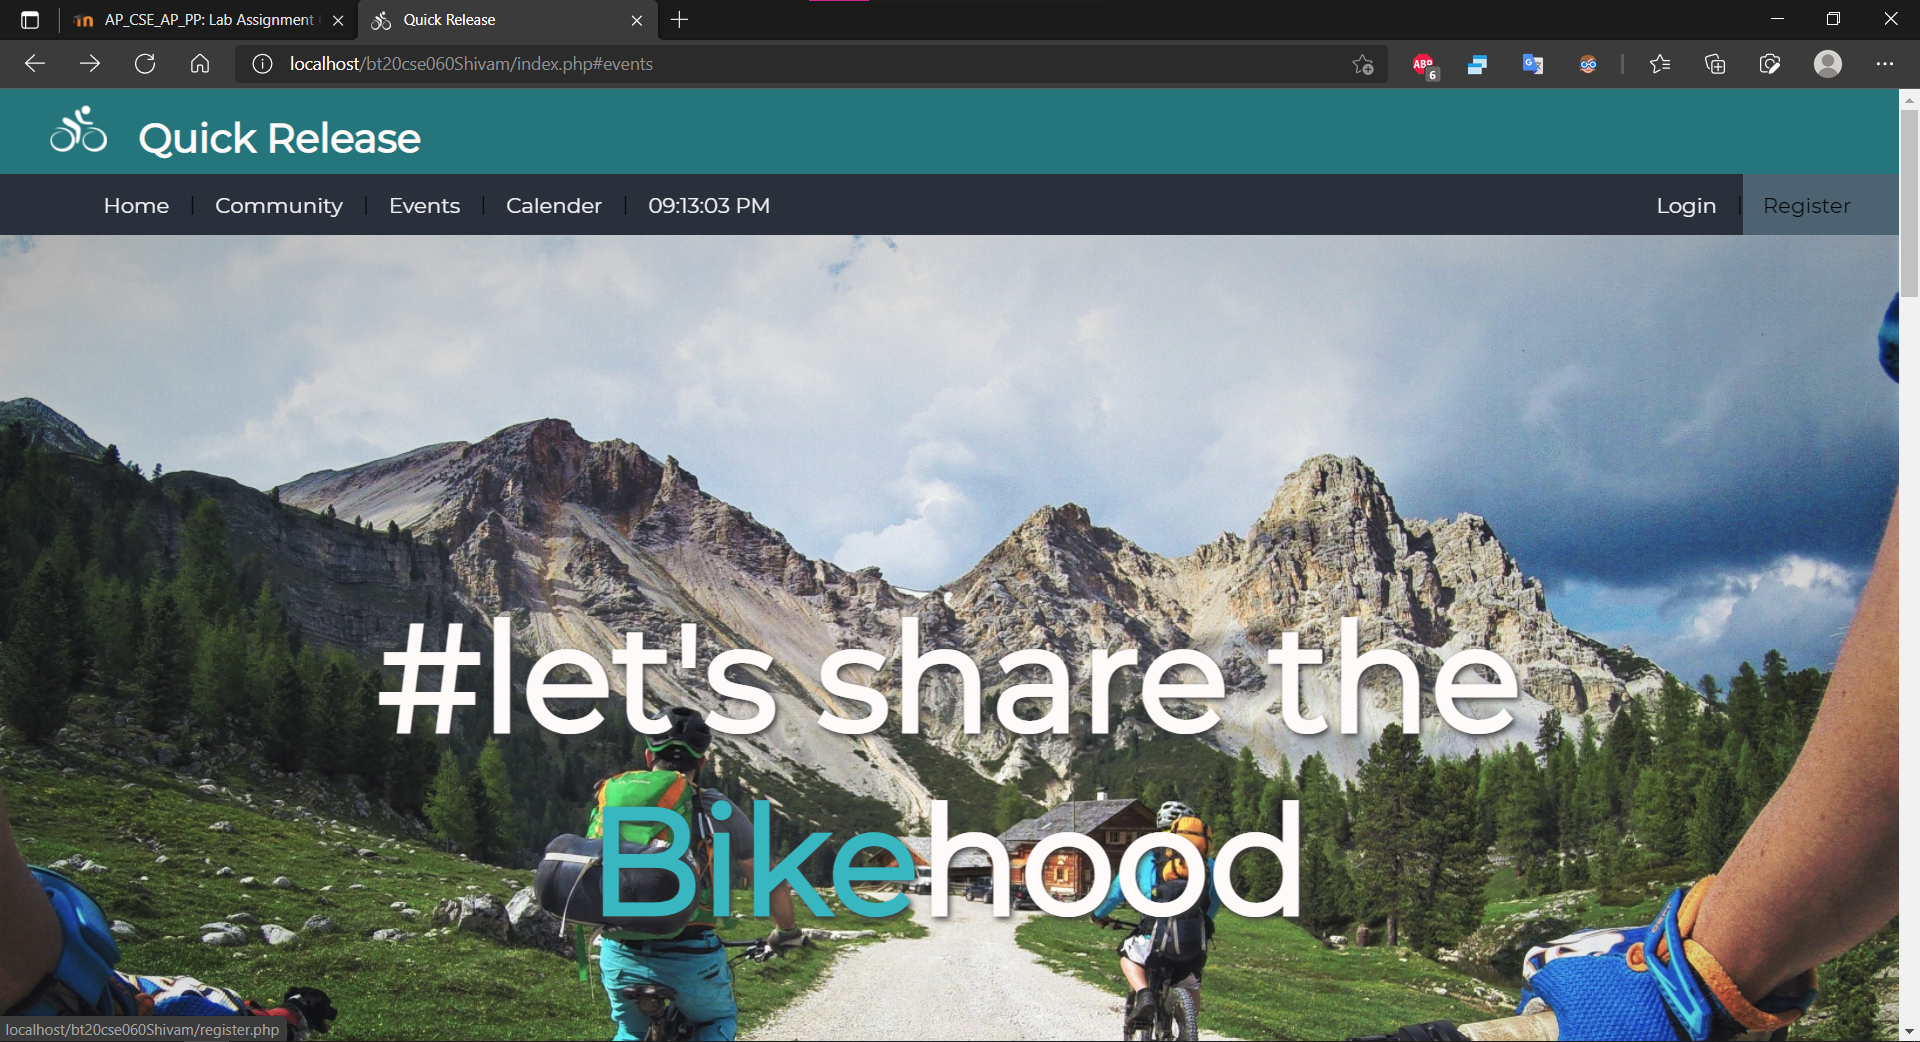 AP_CSE_AP_PP: Lab Assignment
Quick Release
localhost/bt20cse060Shivam/index.php#events
ABP
6
Quick Release
Home
Community
Events
Calender
09:13:03 PM
Login
Register
#let's share the
Bikehood
localhost/bt20cse060Shivam/register.php